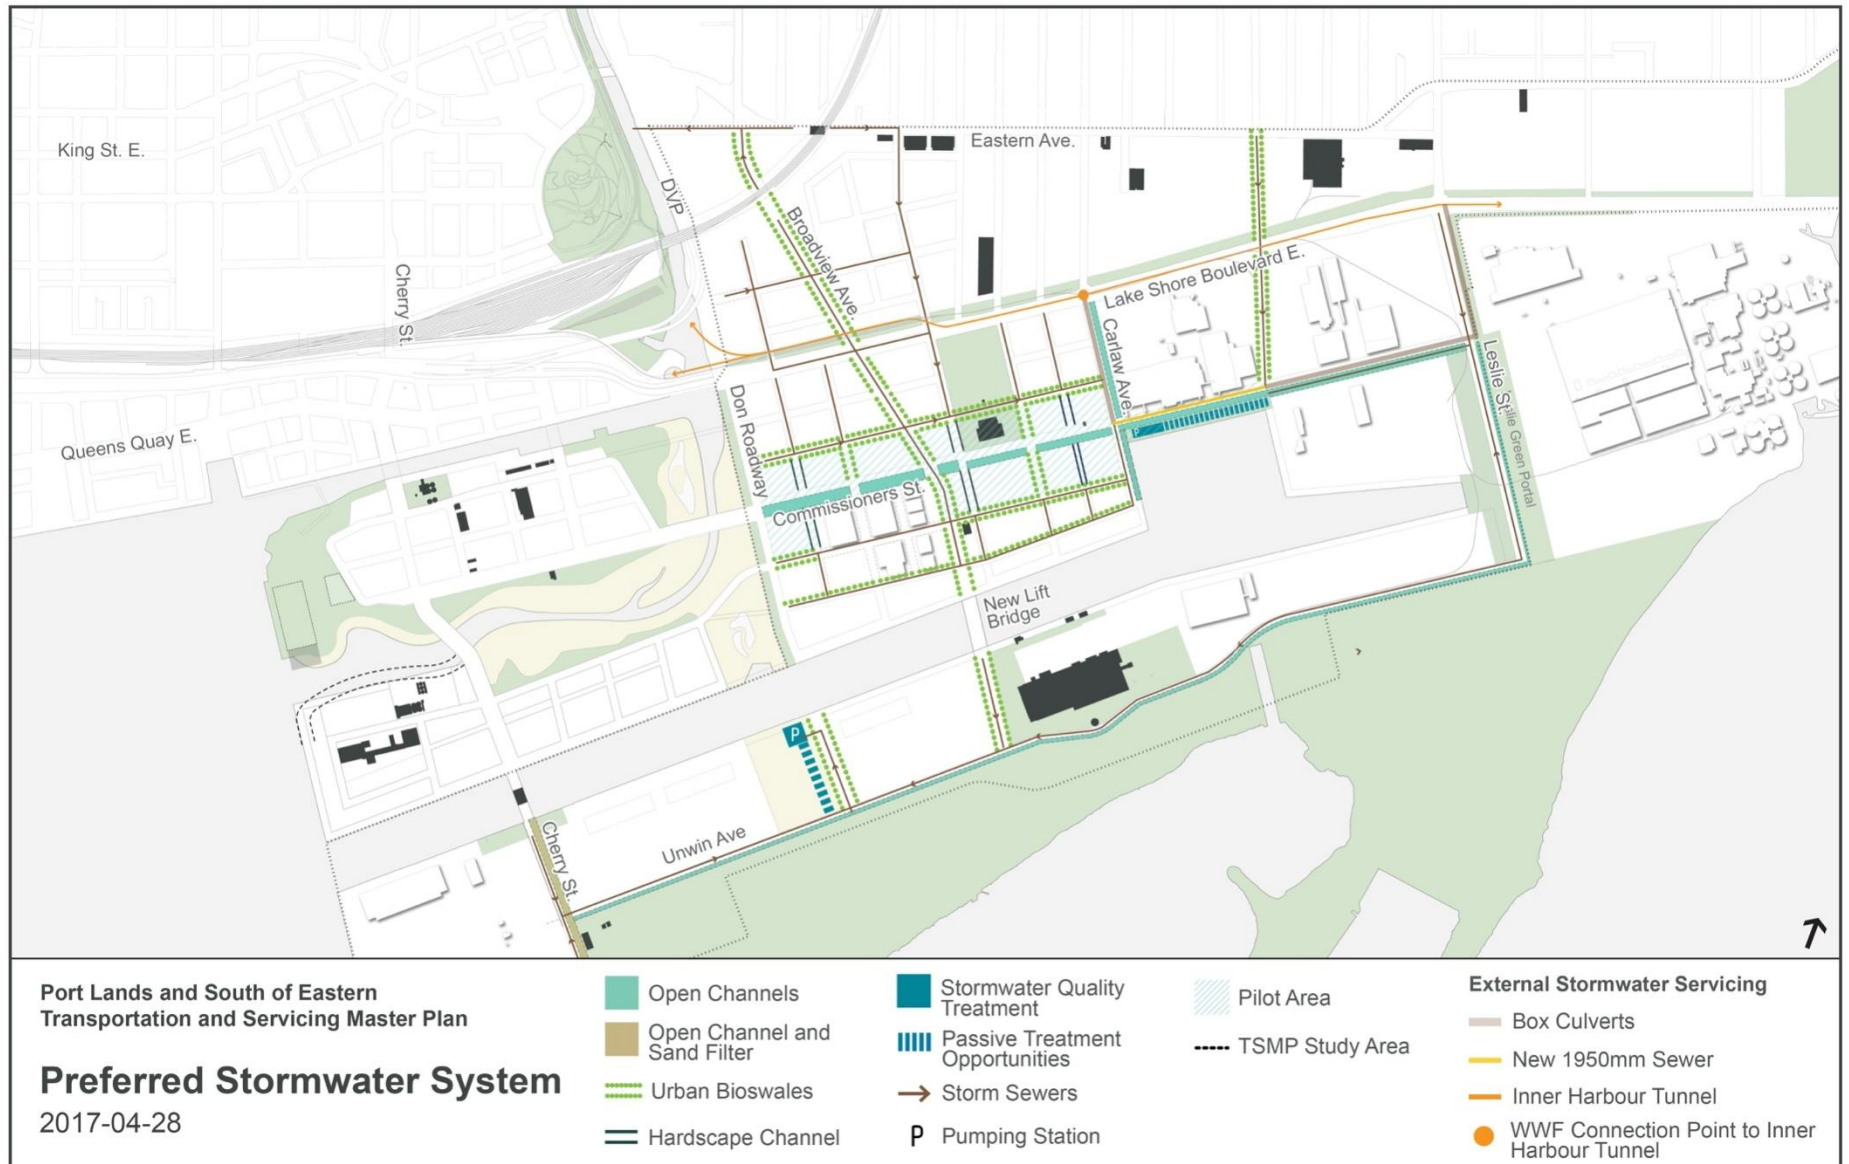 King St. E.
Eastern Ave.
DVP
Broadview Ave.
Cherry St.
Lake Shore Boulevard E.
Carlaw Ave.
Leslie St.
Queens Quay E.
Don Roadway
Commissioners St.
Green Portal
P
New Lift
Bridge
P
Unwin Ave
Cherry St.
Port Lands and South of Eastern
Transportation and Servicing Master Plan
Preferred Stormwater System
2017-04-28
Open Channels
Open Channel and
Sand Filter
Urban Bioswales
Hardscape Channel
Stormwater Quality
Treatment
Passive Treatment
Opportunities
Storm Sewers
P Pumping Station
Pilot Area
TSMP Study Area
External Stormwater Servicing
Box Culverts
New 1950mm Sewer
Inner Harbour Tunnel
WWF Connection Point to Inner
Harbour Tunnel